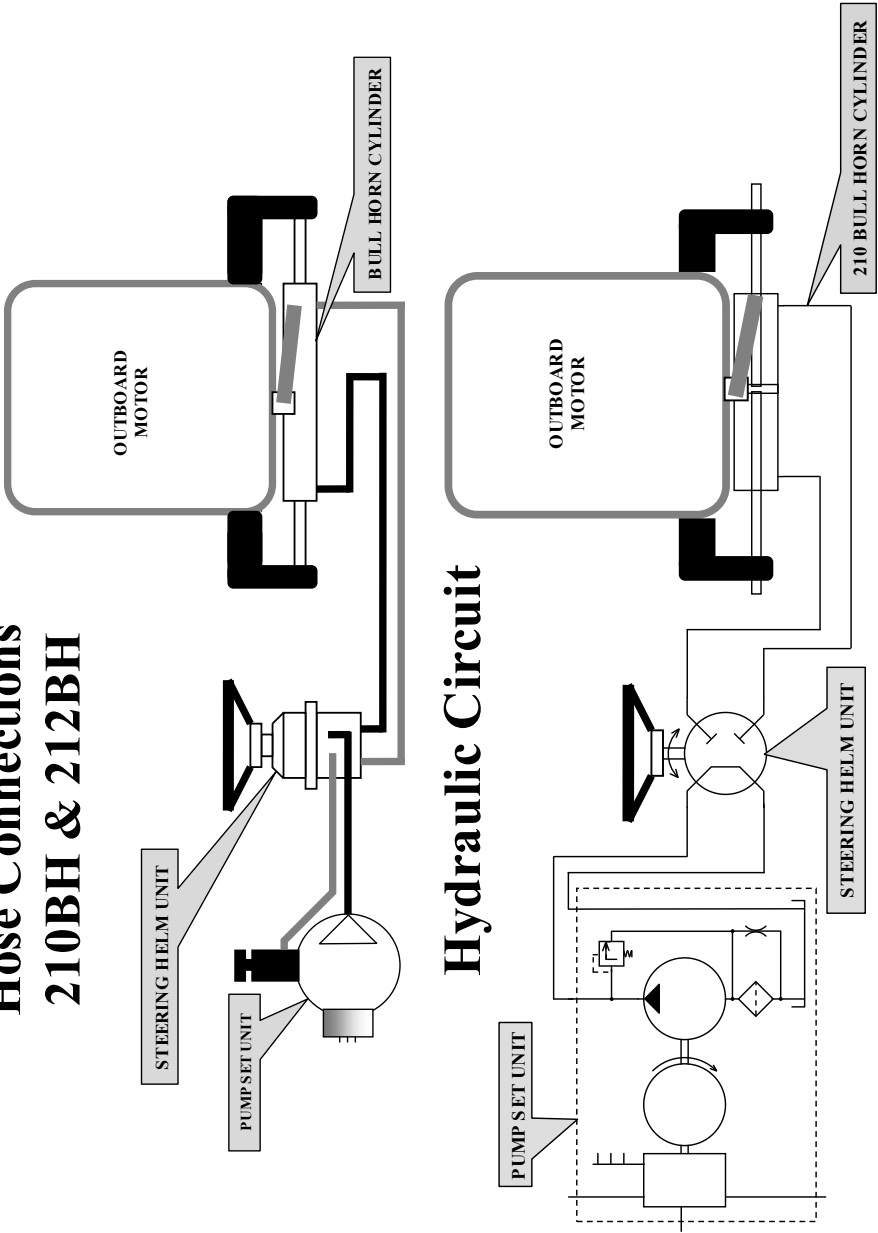 Hose Connections
210BH & 212BH
STEERING HELM UNIT
PUMP SET UNIT
OUTBOARD
MOTOR
BULL HORN CYLINDER
Hydraulic Circuit
PUMP SET UNIT
OUTBOARD
MOTOR
STEERING HELM UNIT
210 BULL HORN CYLINDER